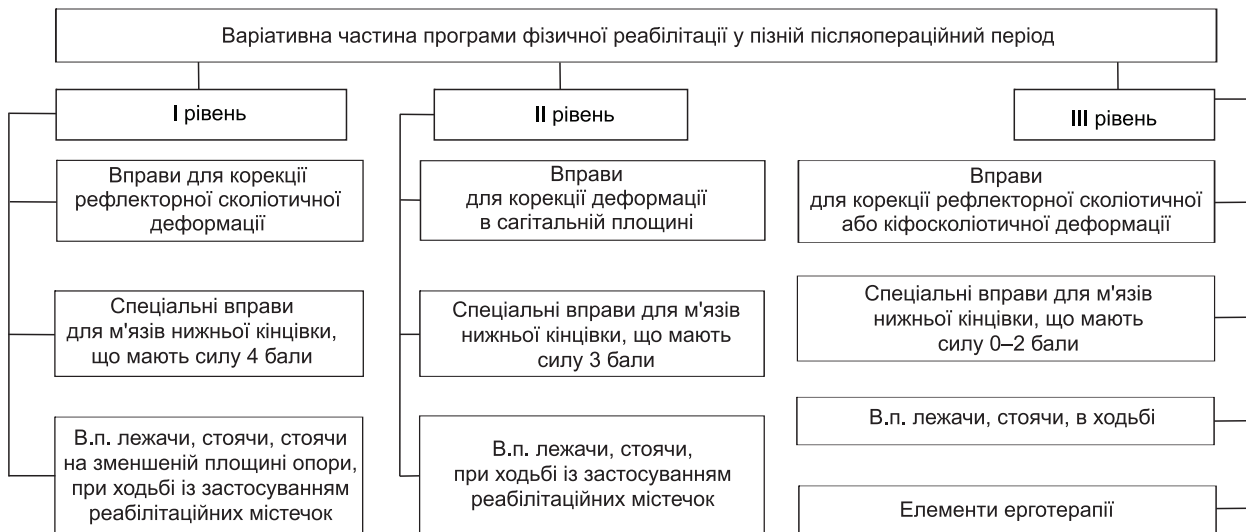 Варіативна частина програми фізичної реабілітації у пізній післяопераційний період
І рівень
Вправи для корекції
рефлекторної сколіотичної
деформації
Спеціальні вправи
для м'язів нижньої кінцівки,
що мають силу 4 бали
В.п. лежачи, стоячи, стоячи
на зменшеній площині опори,
при ходьбі із застосуванням
реабілітаційних містечок
ІІ рівень
Вправи
для корекції деформації
в сагітальній площині
Спеціальні вправи для м'язів
нижньої кінцівки, що мають
силу 3 бали
В.п. лежачи, стоячи,
при ходьбі із застосуванням
реабілітаційних містечок
ІІІ рівень
Вправи
для корекції рефлекторної сколіотичної
або кіфосколіотичної деформації
Спеціальні вправи для м'язів
нижньої кінцівки, що мають
силу 0–2 бали
В.п. лежачи, стоячи, в ходьбі
Елементи ерготерапії